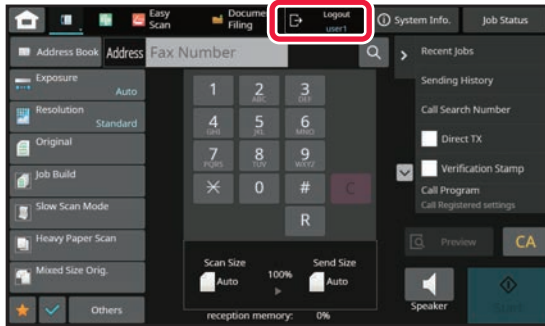 Easy
Scan
Document
Filing
Logout
user1
System Info.
Job Status
Address Book
Address
Fax Number
Recent Jobs
Sending History
Call Search Number
Direct TX
Verification Stamp
Call Program
Call Registered settings
Exposure
Auto
Resolution
Standard
Original
Job Build
Slow Scan Mode
Heavy Paper Scan
Mixed Size Orig.
Others
1
2
ABC
3
DEF
4
GHI
5
JKL
6
MNO
7
PQRS
8
TUV
9
WXYZ
0
#
C
R
Scan Size
Auto
100%
Send Size
Auto
reception memory: 0%
Preview
CA
Speaker
Start